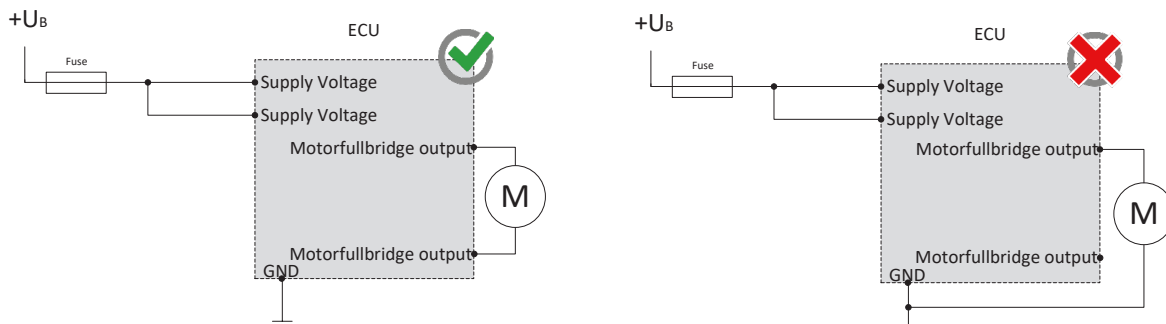 +UB
ECU
Fuse
Supply Voltage
Supply Voltage
Motorfullbridge output
M
Motorfullbridge output
GND
+UB
ECU
Fuse
Supply Voltage
Supply Voltage
Motorfullbridge output
M
Motorfullbridge output
GND